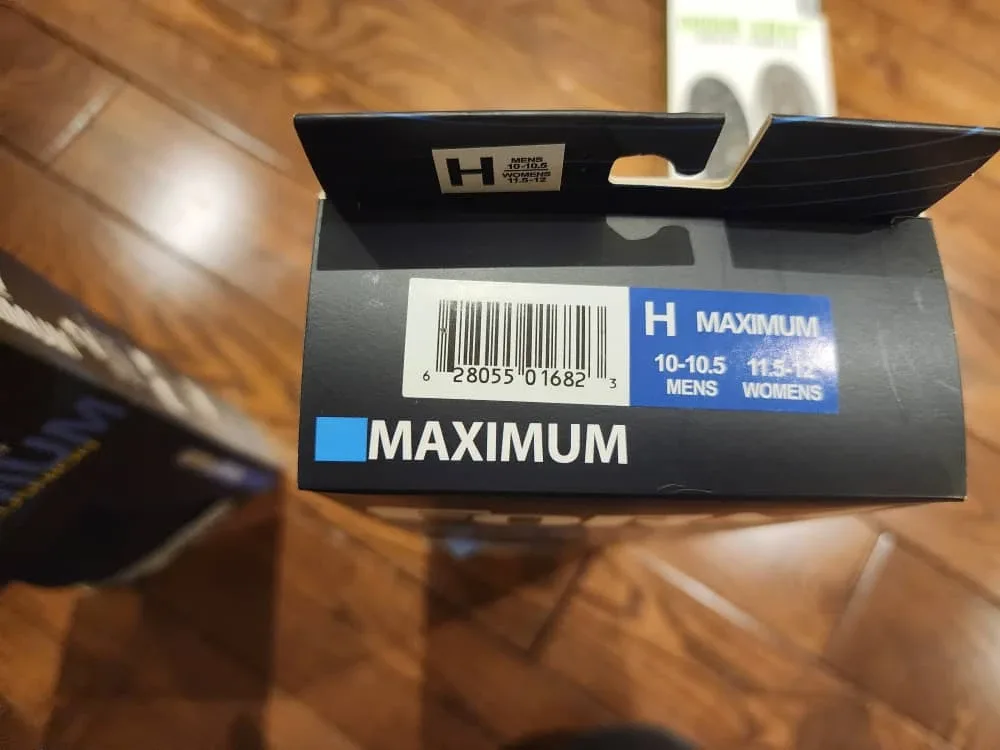 H
MENS
10-10.5
WOMENS
11.5-12
6 28055 01682 3
H MAXIMUM
10-10.5 11.5-12
MENS WOMENS
MAXIMUM